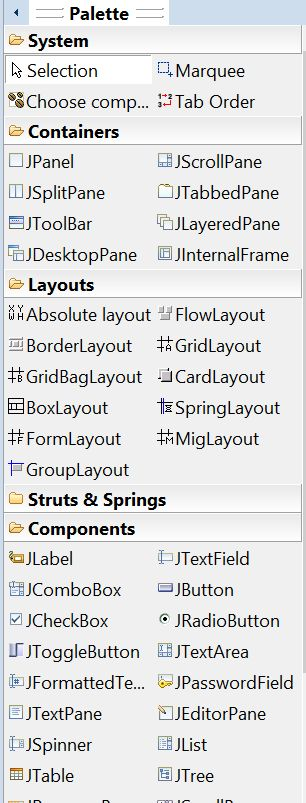 Palette
System
Selection Marquee
Choose comp... Tab Order
Containers
JPanel JScrollPane
JSplitPane JTabbedPane
JToolBar JLayeredPane
JDesktopPane JInternalFrame
Layouts
Absolute layout FlowLayout
BorderLayout GridLayout
GridBagLayout CardLayout
BoxLayout SpringLayout
FormLayout MigLayout
GroupLayout
Struts & Springs
Components
JLabel JTextField
JComboBox JButton
JCheckBox JRadioButton
JToggleButton JTextArea
JFormattedTe... JPasswordField
JTextPane JEditorPane
JSpinner JList
JTable JTree